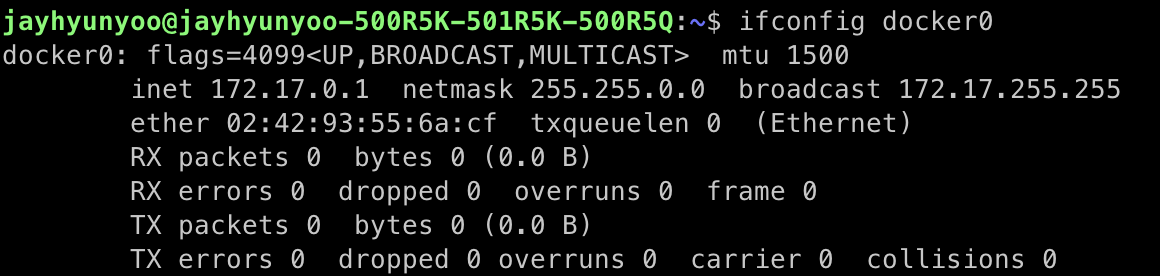 jayhyunyoo@jayhyunyoo-500R5K-501R5K-500R5Q:~$ ifconfig docker0
docker0: flags=4099<UP,BROADCAST,MULTICAST>  mtu 1500
        inet 172.17.0.1  netmask 255.255.0.0  broadcast 172.17.255.255
        ether 02:42:93:55:6a:cf  txqueuelen 0  (Ethernet)
        RX packets 0  bytes 0 (0.0 B)
        RX errors 0  dropped 0  overruns 0  frame 0
        TX packets 0  bytes 0 (0.0 B)
        TX errors 0  dropped 0 overruns 0  carrier 0  collisions 0